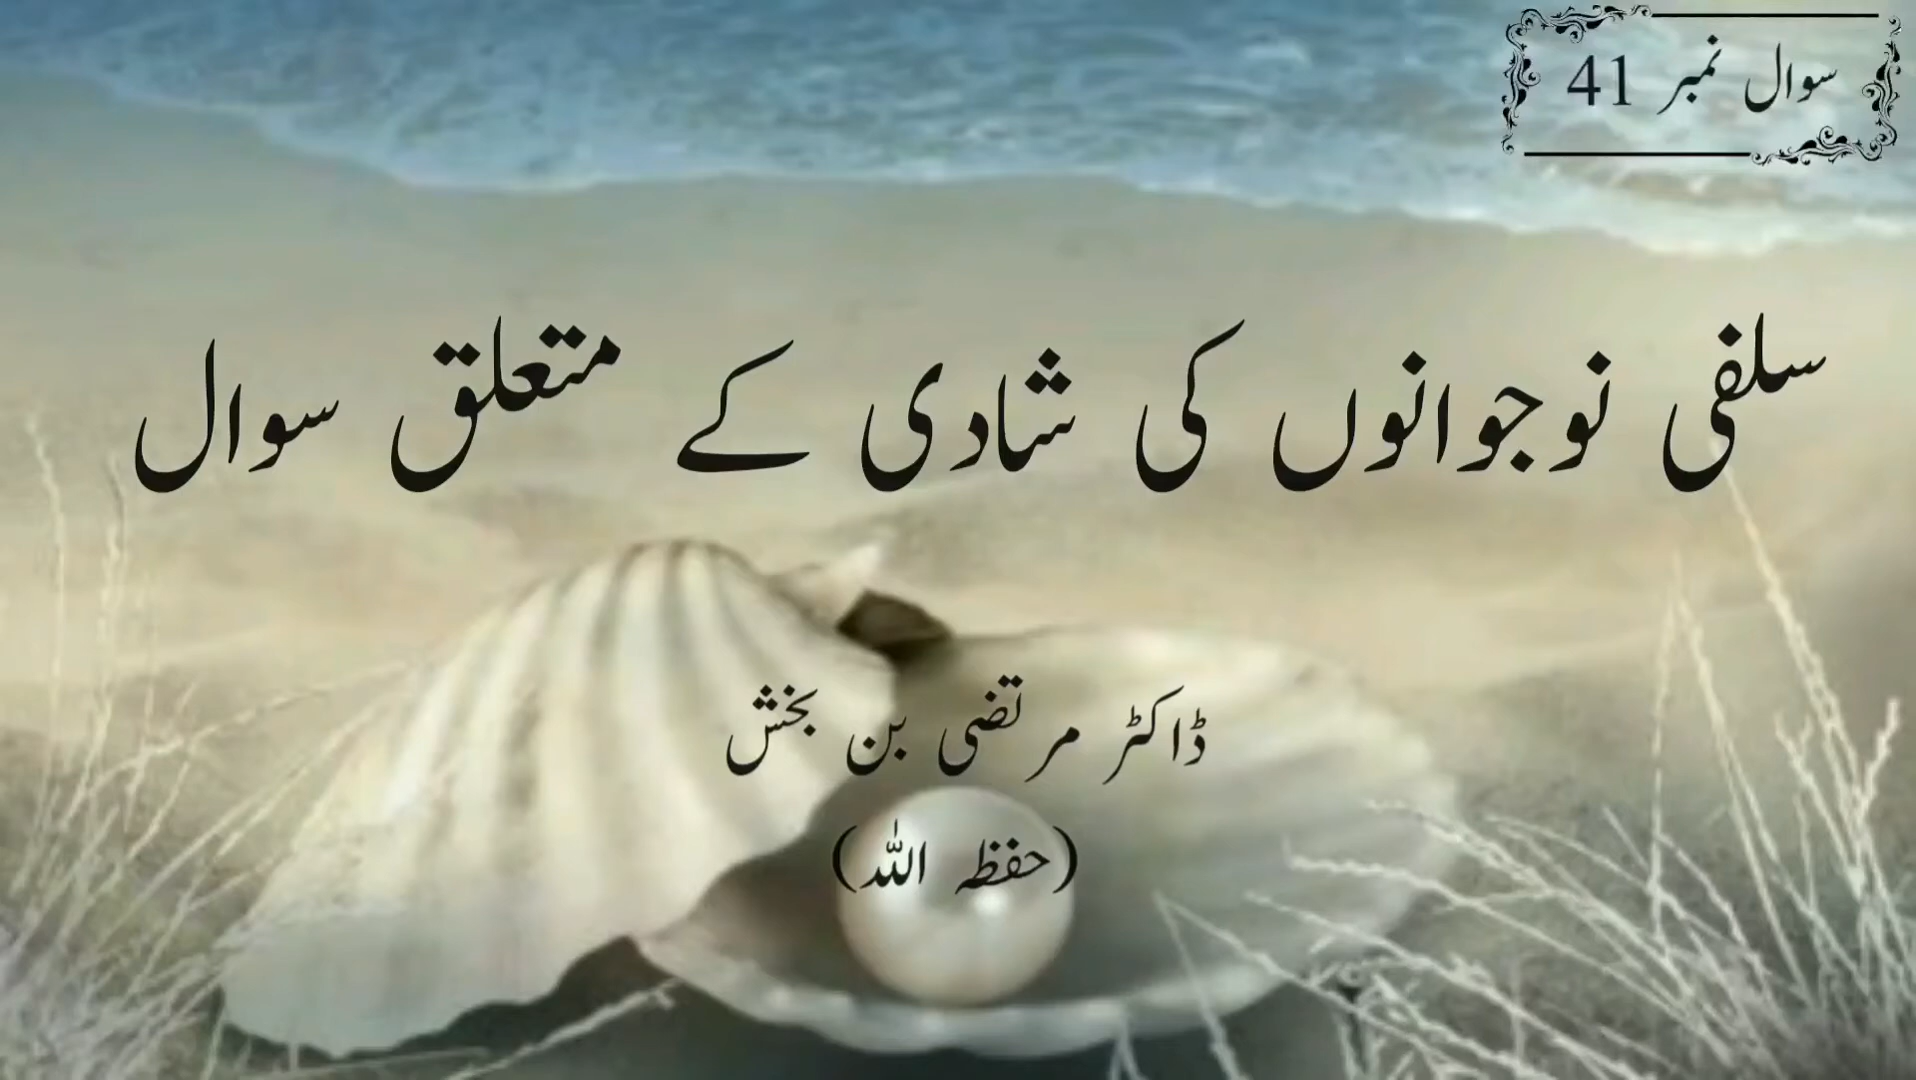 سوال نمبر 41
سلفی نوجوانوں کی شادی کے متعلق سوال
ڈاکٹر مرتضی بن بخش
(حفظہ اللہ)